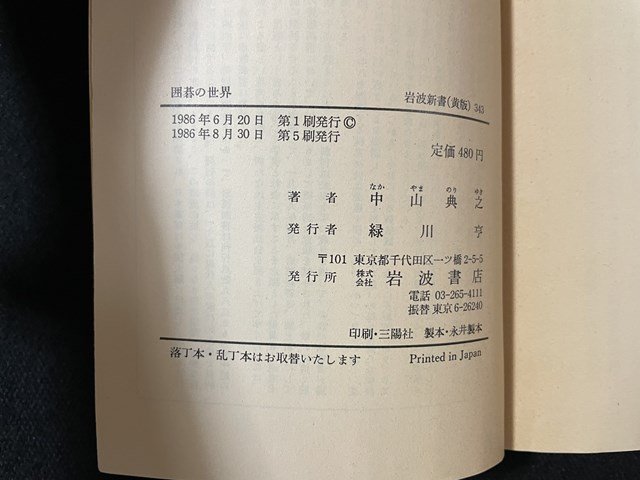 囲碁の世界
岩波新書(黄版) 343
1986年6月20日 第1刷発行©
1986年8月30日 第5刷発行
定価 480円
なか やま のり ゆき
著者 中山典之
発行者 緑川亨
〒101 東京都千代田区一ツ橋2-5-5
発行所 株式会社 岩波書店
電話 03-265-4111
振替 東京6-26240
印刷・三陽社 製本・永井製本
落丁本・乱丁本はお取替いたします
Printed in Japan